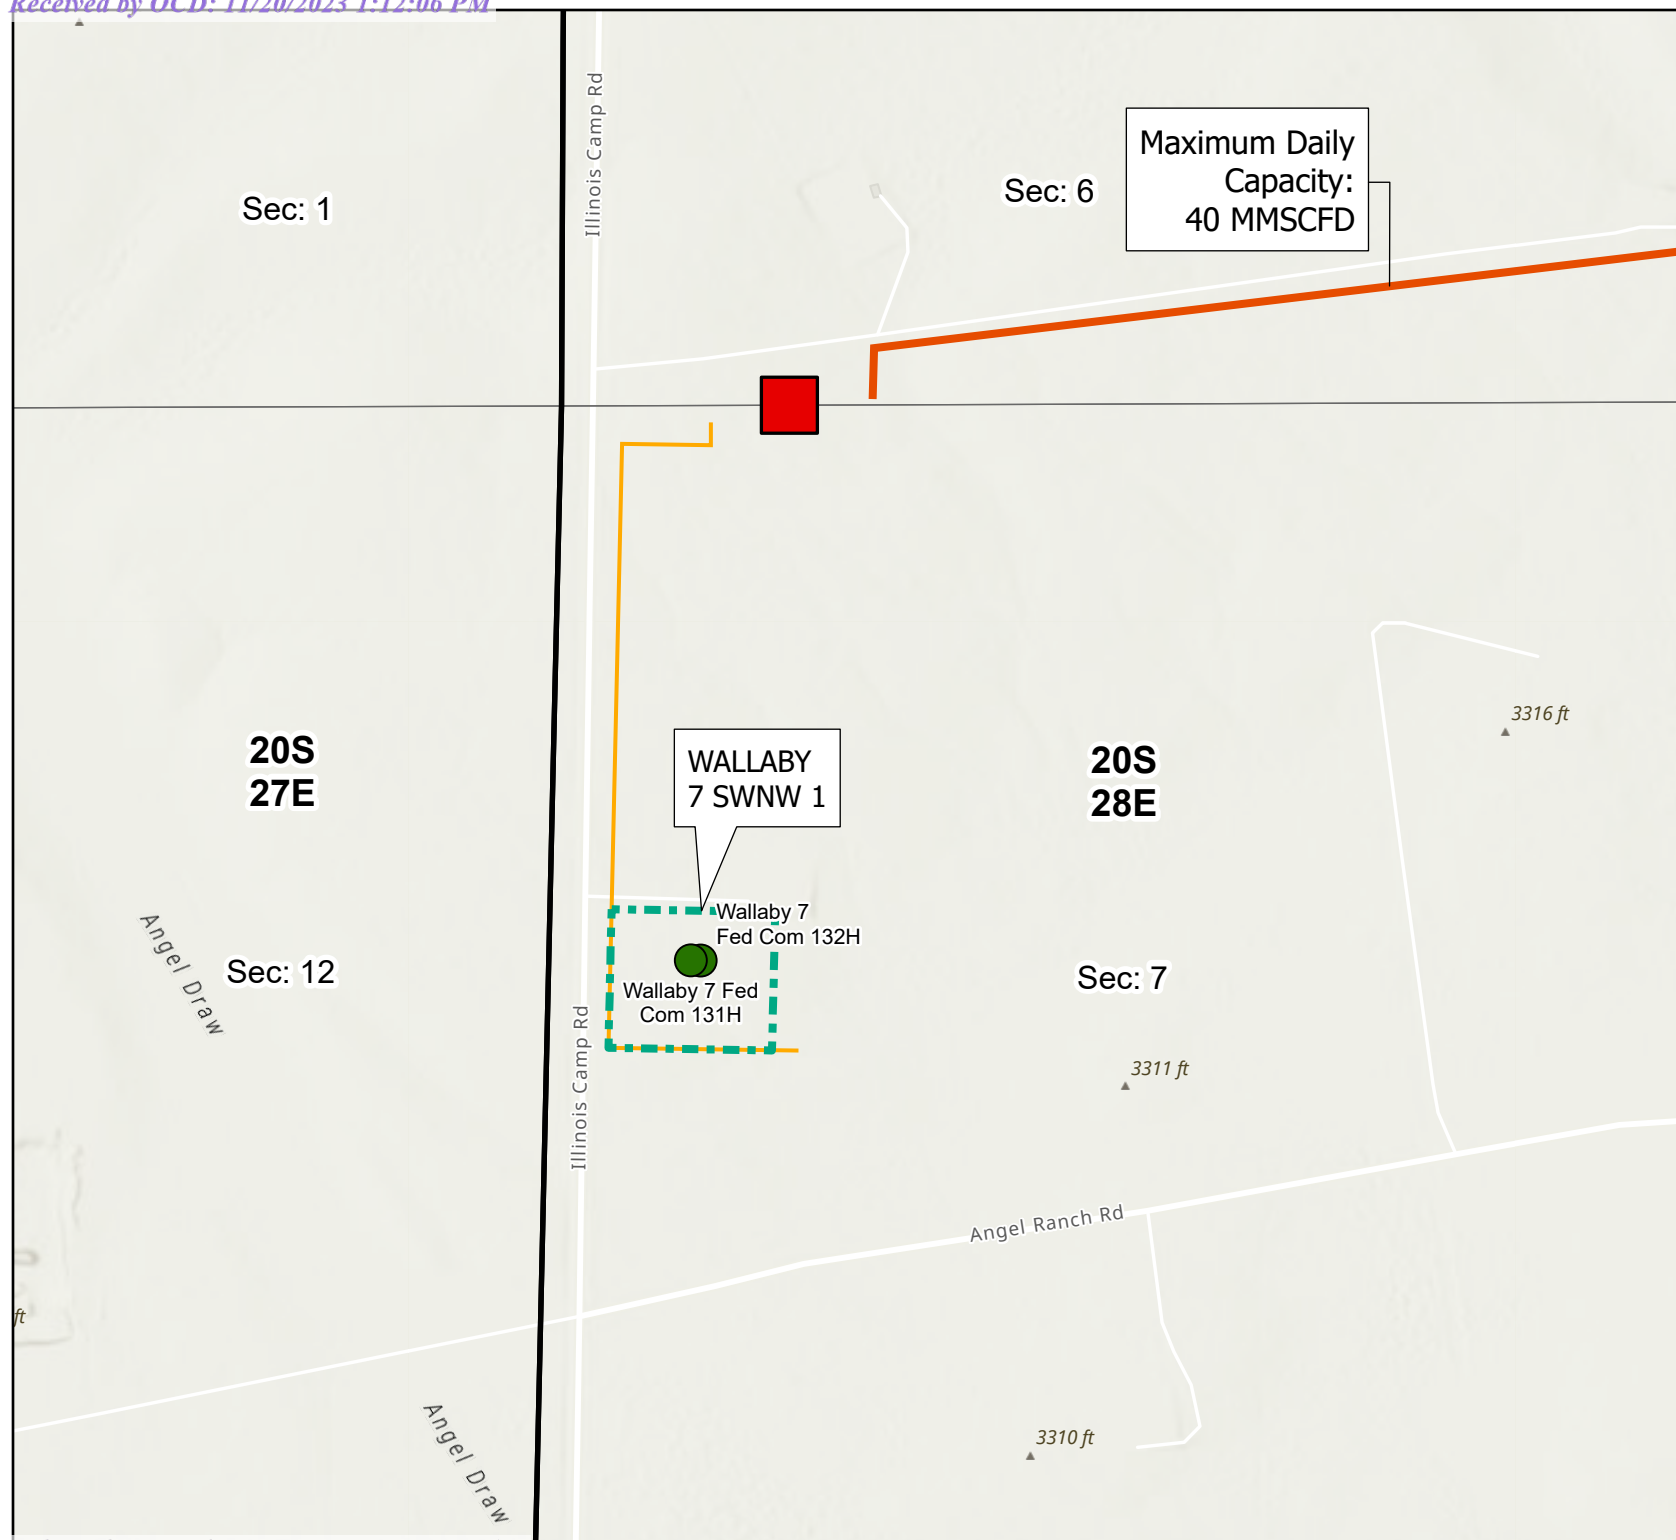 Received by OCD: 11/20/2023 1:12:06 PM
Illinois Camp Rd
Maximum Daily
Capacity:
40 MMSCFD
Sec: 6
Sec: 1
3316 ft
20S
27E
WALLABY
7 SWNW 1
20S
28E
Wallaby 7
Fed Com 132H
Angel Draw
Sec: 12
Sec: 7
Wallaby 7 Fed
Com 131H
Illinois Camp Rd
3311 ft
Angel Ranch Rd
ft
3310 ft
Angel Draw